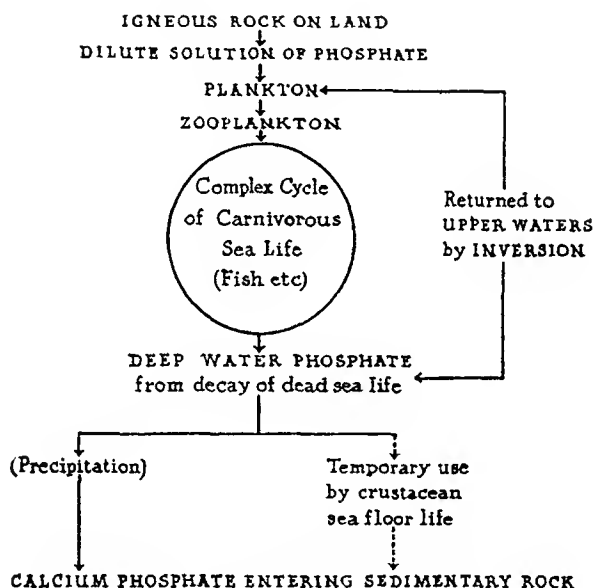 IGNEOUS ROCK ON LAND
DILUTE SOLUTION OF PHOSPHATE
PLANKTON
ZOOPLANKTON
Complex Cycle
of Carnivorous
Sea Life
(Fish etc)
Returned to
UPPER WATERS
by INVERSION
DEEP WATER PHOSPHATE
from decay of dead sea life
(Precipitation)
Temporary use
by crustacean
sea floor life
CALCIUM PHOSPHATE ENTERING SEDIMENTARY ROCK